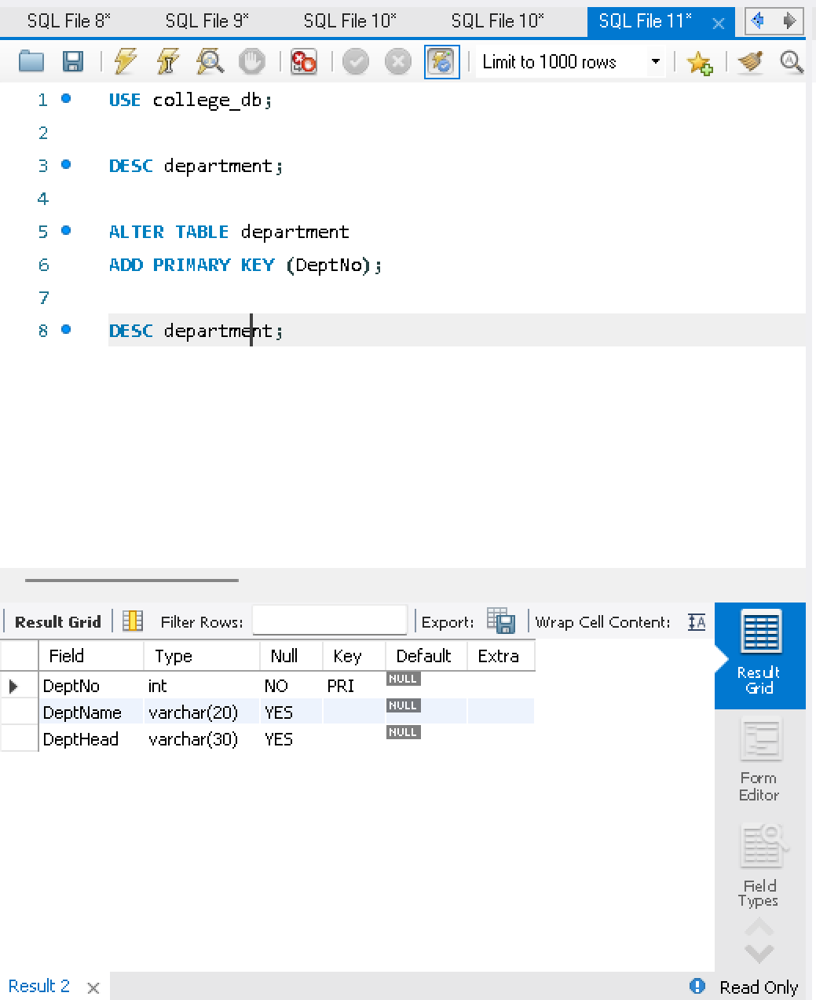 SQL File 8* SQL File 9* SQL File 10* SQL File 10* SQL File 11*
Limit to 1000 rows
1 USE college_db;
2
3 DESC department;
4
5 ALTER TABLE department
6 ADD PRIMARY KEY (DeptNo);
7
8 DESC department;
Result Grid Filter Rows: Export: Wrap Cell Content: IA
Field Type Null Key Default Extra
DeptNo int NO PRI NULL
DeptName varchar(20) YES NULL
DeptHead varchar(30) YES NULL
Result
Grid
Form
Editor
Field
Types
Result 2 Read Only